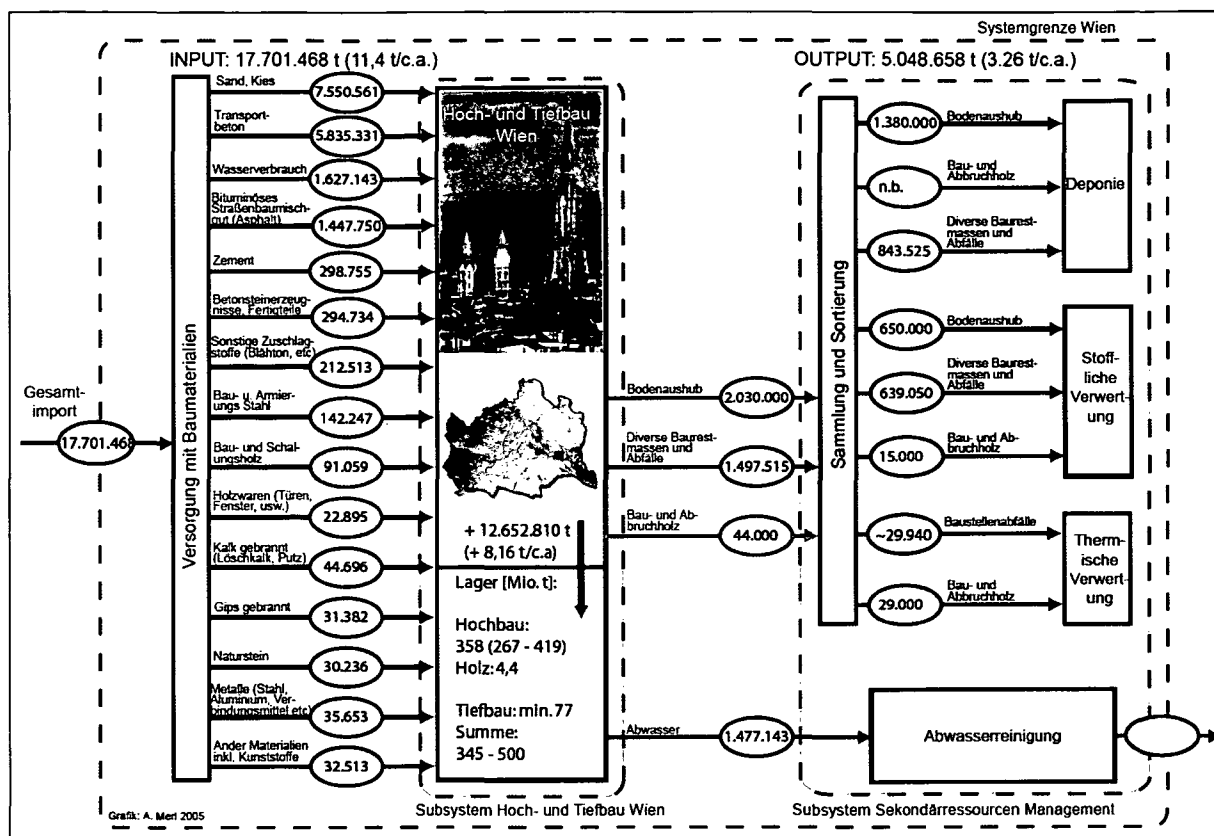 Systemgrenze Wien
INPUT: 17.701.468 t (11,4 t/c.a.)
OUTPUT: 5.048.658 t (3.26 t/c.a.)
Gesamt-
import
17.701.468
Versorgung mit Baumaterialien
Sand, Kies
7.550.561
Transport-
beton
5.835.331
Wasserverbrauch
1.627.143
Bituminöses
Straßenbaumisch-
gut (Asphalt)
1.447.750
Zement
298.755
Betonsteinerzeug-
nisse, Fertigteile
294.734
Sonstige Zuschlag-
stoffe (Blähton, etc)
212.513
Bau- u. Armie-
rungs Stahl
142.247
Bau- und Schal-
ungsholz
91.059
Holzwaren (Türen,
Fenster, usw.)
22.895
Kalk gebrannt
(Löschkalk, Putz)
44.696
Gips gebrannt
31.382
Naturstein
30.236
Metalle (Stahl,
Aluminium, Ver-
bindungsmittel etc)
35.653
Ander Materialien
inkl. Kunststoffe
32.513
Hoch- und Tiefbau
Wien
+ 12.652.810 t
(+ 8,16 t/c.a)
Lager [Mio. t]:
Hochbau:
358 (267 - 419)
Holz: 4,4
Tiefbau: min. 77
Summe:
345 - 500
Subsystem Hoch- und Tiefbau Wien
Bodenaushub
2.030.000
Diverse Baurest-
massen und
Abfälle
1.497.515
Bau- und Ab-
bruchholz
44.000
Abwasser
1.477.143
Sammlung und Sortierung
1.380.000
Bodenaushub
n.b.
Bau- und
Abbruchholz
843.525
Diverse Baurest-
massen und
Abfälle
Deponie
650.000
Bodenaushub
639.050
Diverse Baurest-
massen und
Abfälle
15.000
Bau- und Ab-
bruchholz
Stoff-
liche
Verwert-
ung
~29.940
Baustellenabfälle
29.000
Bau- und
Abbruchholz
Therm-
ische
Verwert-
ung
Abwasserreinigung
Subsystem Sekondärressourcen Management
Grafik: A. Merl 2005